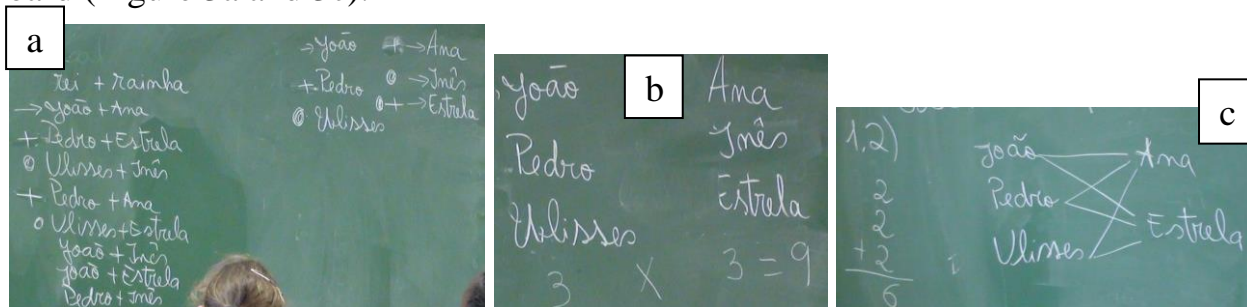 a
rei + rainha
→ João + Ana
+ Pedro + Estrela
Ulisses + Inês
+ Pedro + Ana
Ulisses + Estrela
João + Inês
João + Estrela
Pedro + Inês
→ João
+ Pedro
Ulisses
+ → Ana
→ Inês
+ → Estrela
b
João Ana
Pedro Inês
Ulisses Estrela
3 x 3 = 9
c
1,2)
2
2
+ 2
6
João Ana
Pedro Estrela
Ulisses